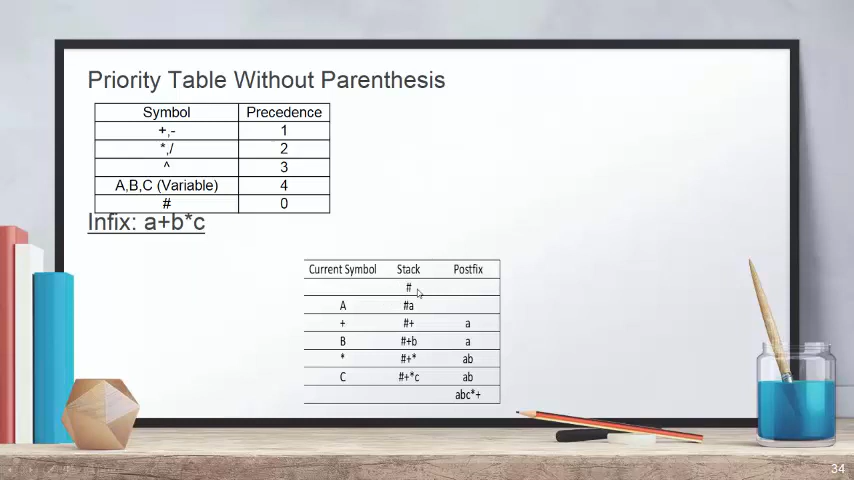 Priority Table Without Parenthesis
Symbol Precedence
+,- 1
*,/ 2
^ 3
A,B,C (Variable) 4
# 0
Infix: a+b*c
Current Symbol Stack Postfix
#
A #a
+ #+ a
B #+b a
* #+* ab
C #+*c ab
abc*+
34